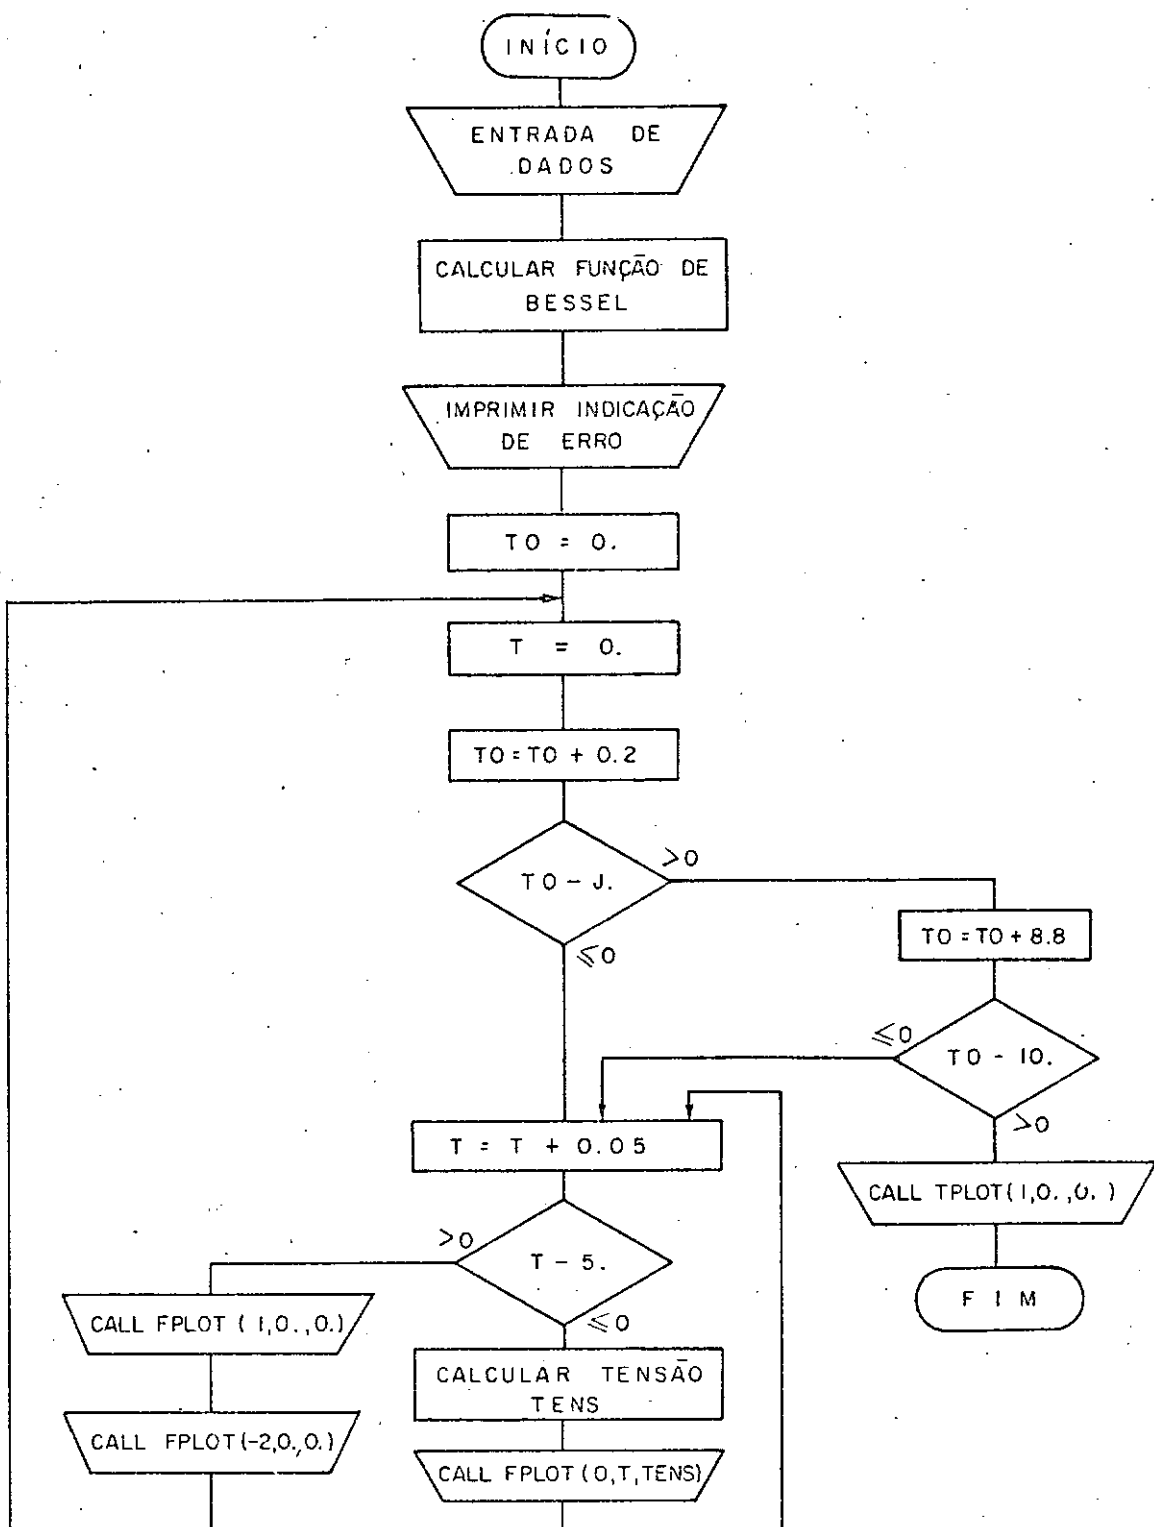 INÍCIO
ENTRADA DE
DADOS
CALCULAR FUNÇÃO DE
BESSEL
IMPRIMIR INDICAÇÃO
DE ERRO
TO = 0.
T = 0.
TO = TO + 0.2
TO - J.
>0
≤0
TO = TO + 8.8
TO - 10.
≤0
>0
T = T + 0.05
CALL TPLOT(1,0.,0.)
FIM
T - 5.
>0
≤0
CALL FPLOT (1,0.,0.)
CALCULAR TENSÃO
TENS
CALL FPLOT(-2,0.,0.)
CALL FPLOT (0,T,TENS)